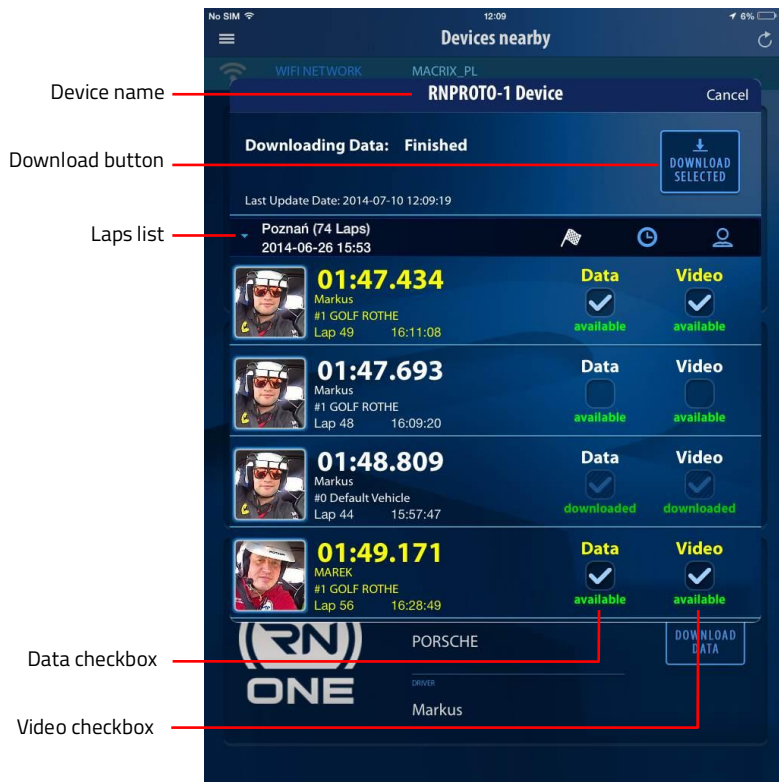 No SIM 12:09 6%
Devices nearby
WIFI NETWORK MACRIX_PL
Device name
RNPROTO-1 Device Cancel
Downloading Data: Finished
Download button
DOWNLOAD
SELECTED
Last Update Date: 2014-07-10 12:09:19
Laps list
Poznań (74 Laps)
2014-06-26 15:53
01:47.434 Data Video
Markus
#1 GOLF ROTHE
available available
Lap 49 16:11:08
01:47.693 Data Video
Markus
#1 GOLF ROTHE
available available
Lap 48 16:09:20
01:48.809 Data Video
Markus
#0 Default Vehicle
downloaded downloaded
Lap 44 15:57:47
01:49.171 Data Video
MAREK
#1 GOLF ROTHE
available available
Lap 56 16:28:49
RN
ONE
PORSCHE
DOWNLOAD
DATA
Data checkbox
DRIVER
Markus
Video checkbox